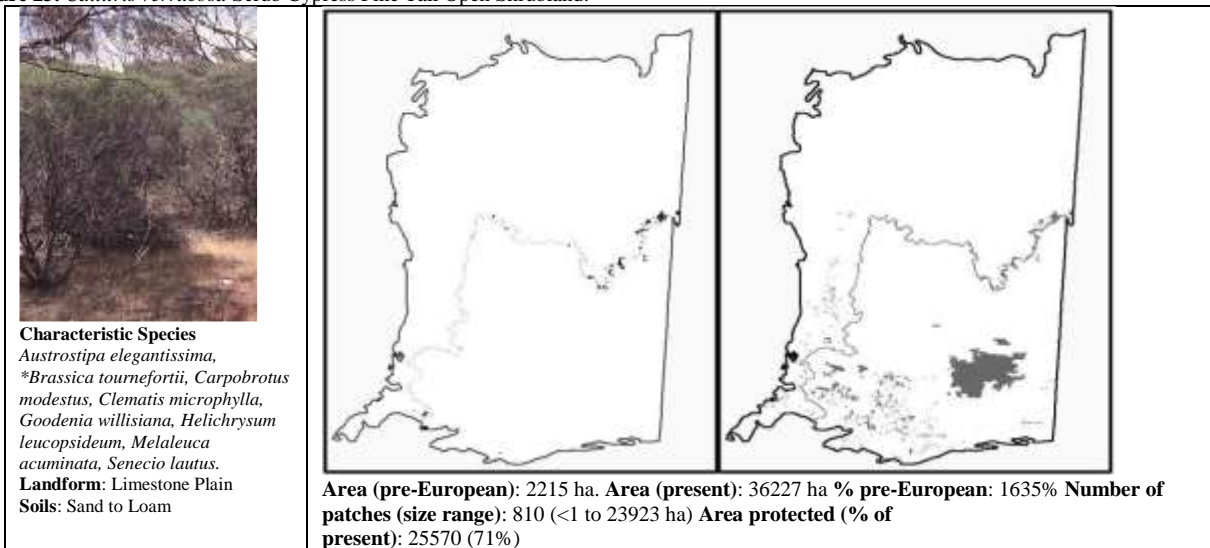 Characteristic Species
Austrostipa elegantissima,
*Brassica tournefortii, Carpobrotus
modestus, Clematis microphylla,
Goodenia willisiana, Helichrysum
leucopsideum, Melaleuca
acuminata, Senecio lautus.
Landform: Limestone Plain
Soils: Sand to Loam
Area (pre-European): 2215 ha. Area (present): 36227 ha % pre-European: 1635% Number of
patches (size range): 810 (<1 to 23923 ha) Area protected (% of
present): 25570 (71%)